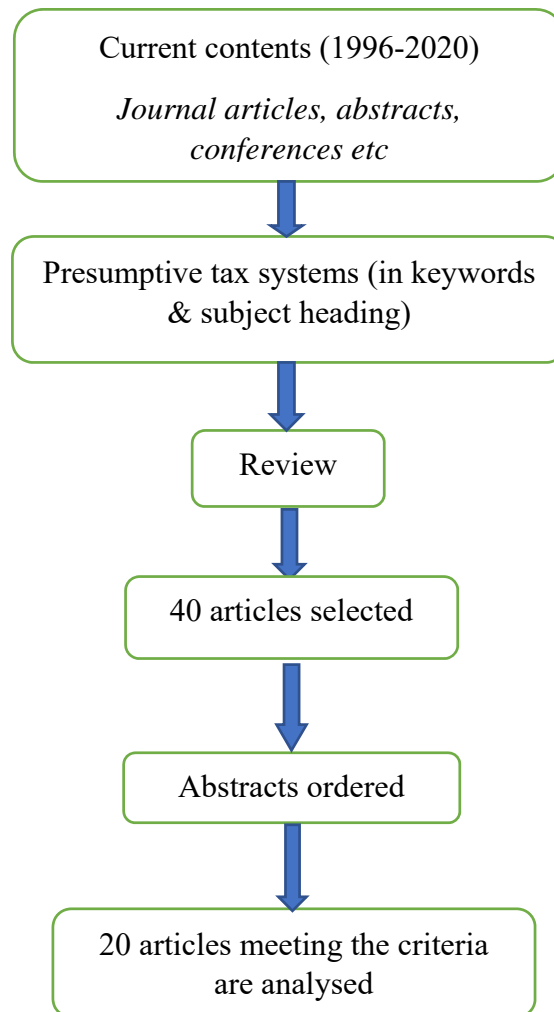 Current contents (1996-2020)
Journal articles, abstracts,
conferences etc
Presumptive tax systems (in keywords
& subject heading)
Review
40 articles selected
Abstracts ordered
20 articles meeting the criteria
are analysed